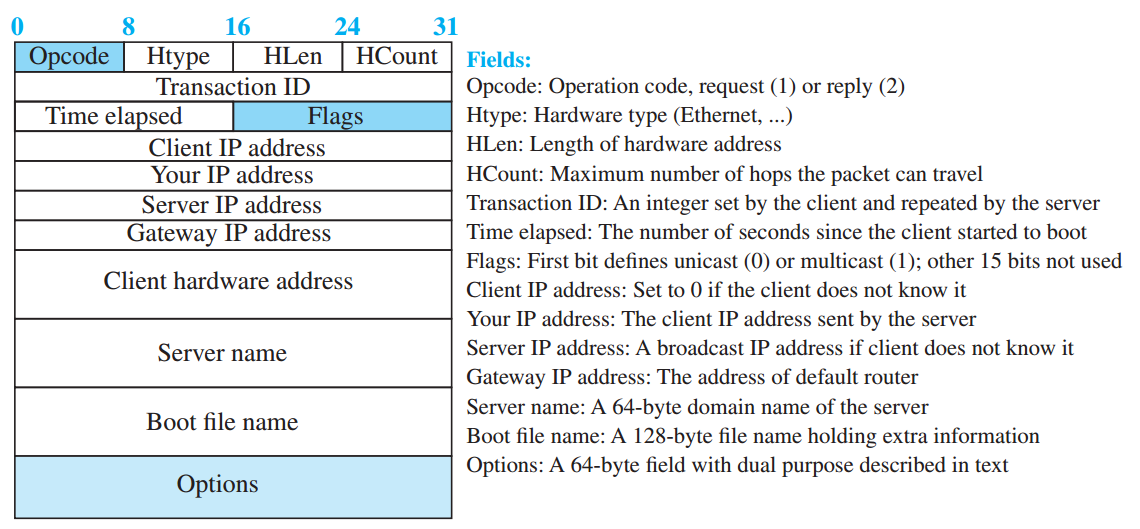 0 8 16 24 31
Opcode Htype HLen HCount
Transaction ID
Time elapsed Flags
Client IP address
Your IP address
Server IP address
Gateway IP address
Client hardware address
Server name
Boot file name
Options
Fields:
Opcode: Operation code, request (1) or reply (2)
Htype: Hardware type (Ethernet, ...)
HLen: Length of hardware address
HCount: Maximum number of hops the packet can travel
Transaction ID: An integer set by the client and repeated by the server
Time elapsed: The number of seconds since the client started to boot
Flags: First bit defines unicast (0) or multicast (1); other 15 bits not used
Client IP address: Set to 0 if the client does not know it
Your IP address: The client IP address sent by the server
Server IP address: A broadcast IP address if client does not know it
Gateway IP address: The address of default router
Server name: A 64-byte domain name of the server
Boot file name: A 128-byte file name holding extra information
Options: A 64-byte field with dual purpose described in text